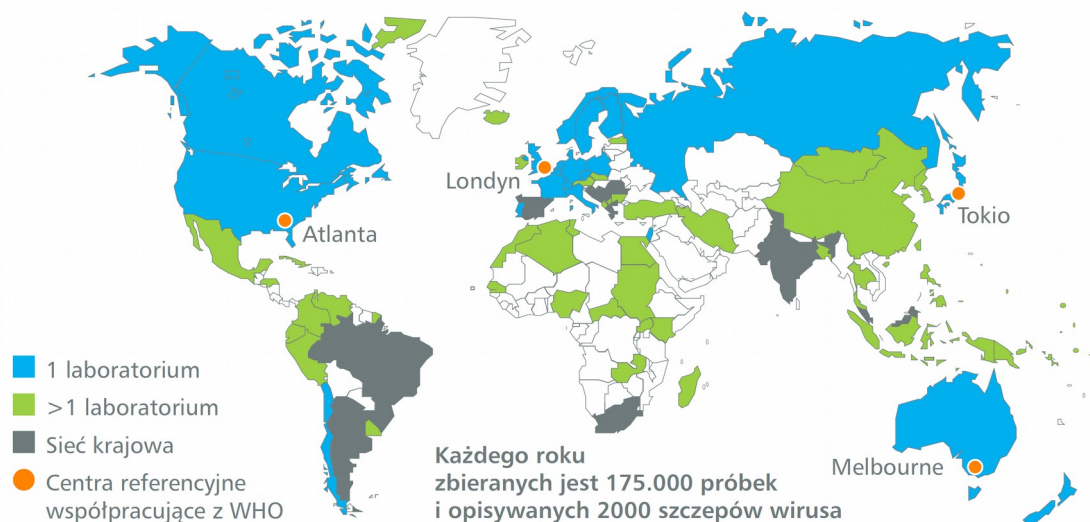 Londyn
Atlanta
Tokio
Melbourne
1 laboratorium
>1 laboratorium
Sieć krajowa
Centra referencyjne
współpracujące z WHO
Każdego roku
zbieranych jest 175.000 próbek
i opisywanych 2000 szczepów wirusa